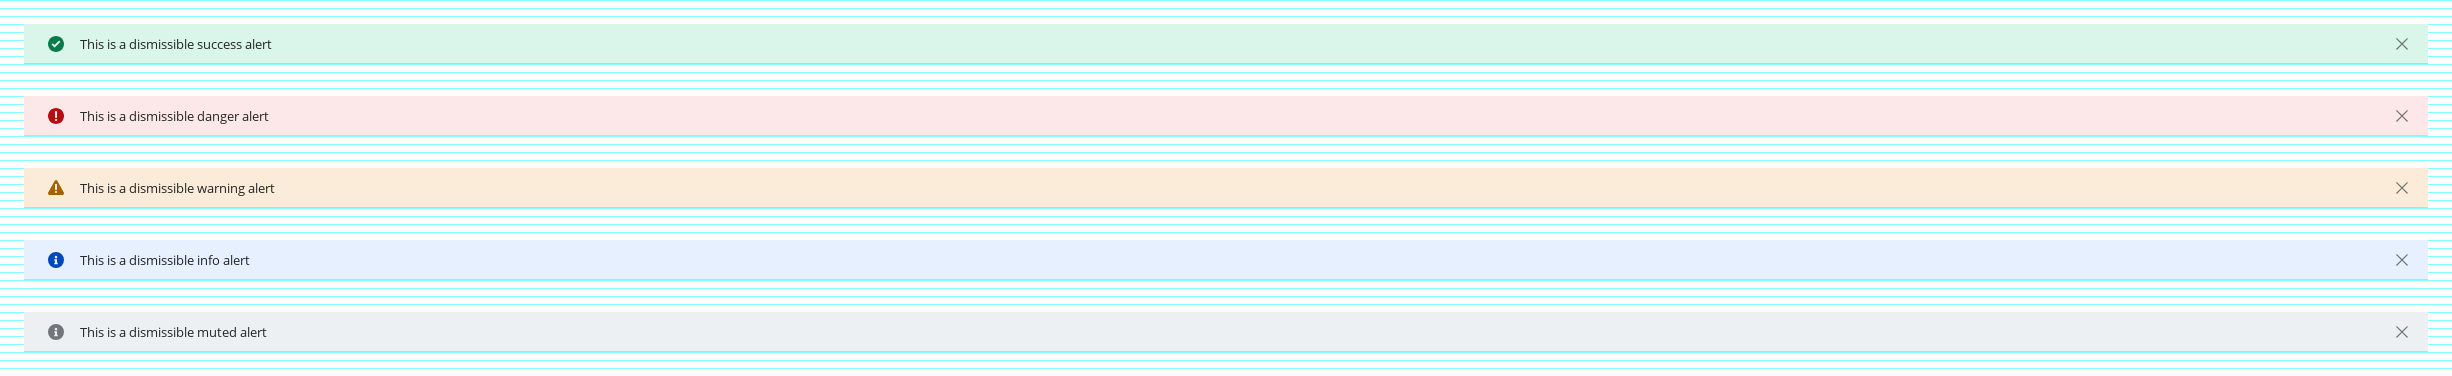 This is a dismissible success alert
This is a dismissible danger alert
This is a dismissible warning alert
This is a dismissible info alert
This is a dismissible muted alert